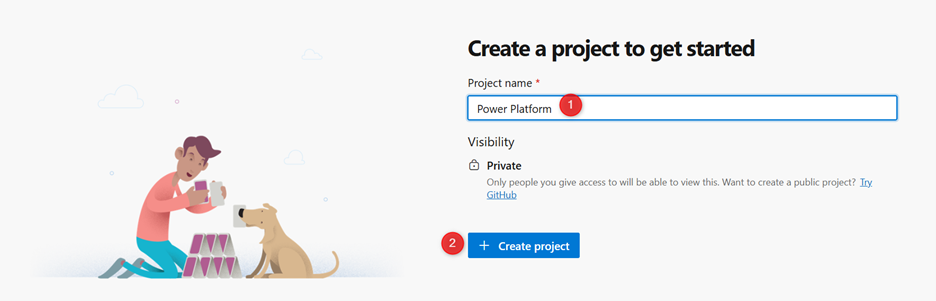 Create a project to get started
Project name *
Power Platform 1
Visibility
Private
Only people you give access to will be able to view this. Want to create a public project? Try
GitHub
2 + Create project